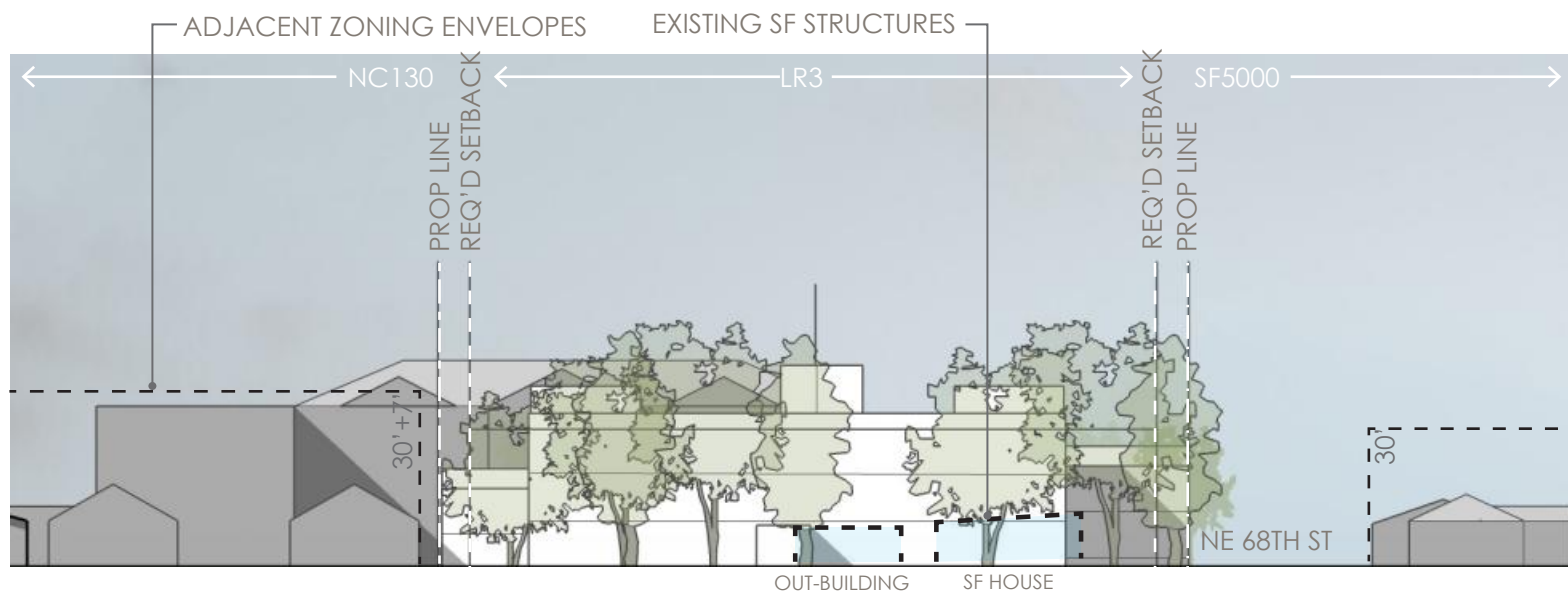 ADJACENT ZONING ENVELOPES
EXISTING SF STRUCTURES
NC130
LR3
SF5000
PROP LINE
REQ'D SETBACK
REQ'D SETBACK
PROP LINE
30'+7'
30'
NE 68TH ST
OUT-BUILDING
SF HOUSE